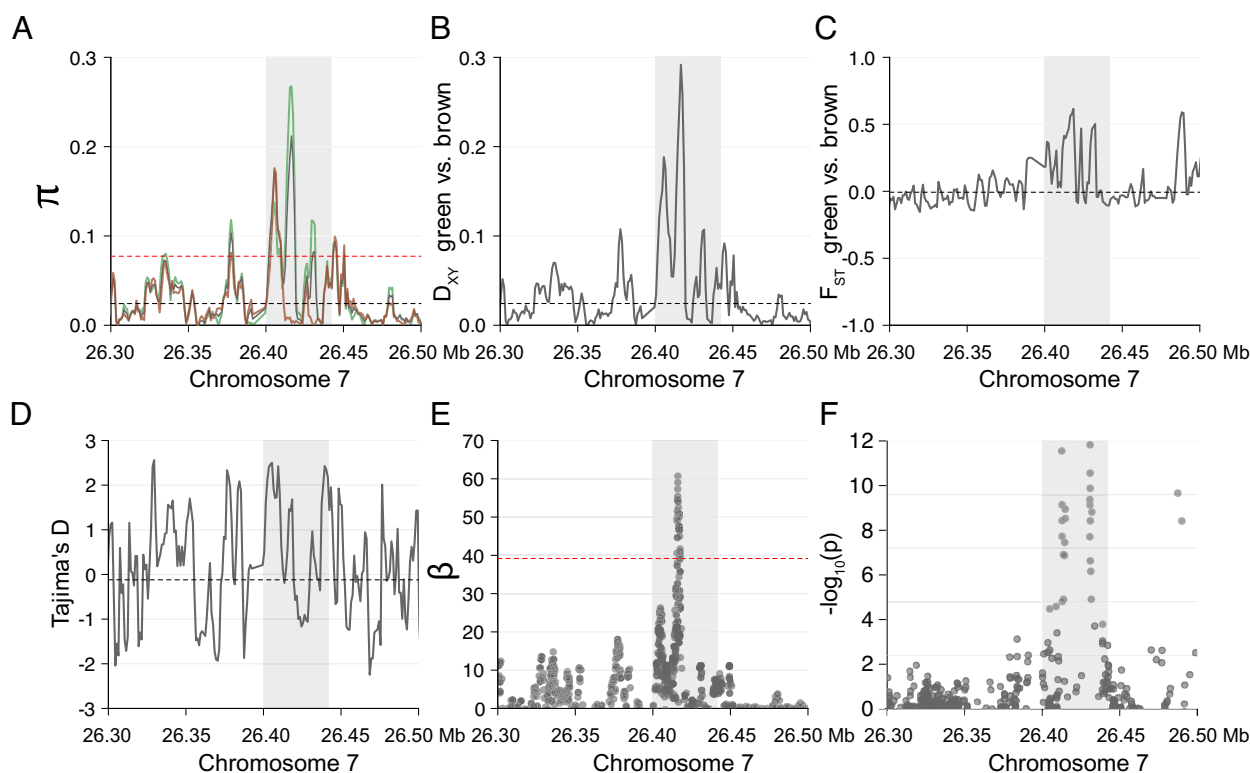 A
B
C
π
0.3
0.2
0.1
0.0
26.30 26.35 26.40 26.45 26.50 Mb
Chromosome 7
D_XY green vs. brown
0.3
0.2
0.1
0.0
26.30 26.35 26.40 26.45 26.50 Mb
Chromosome 7
F_ST green vs. brown
1.0
0.5
0.0
-0.5
-1.0
26.30 26.35 26.40 26.45 26.50 Mb
Chromosome 7
D
E
F
Tajima's D
3
2
1
0
-1
-2
-3
26.30 26.35 26.40 26.45 26.50 Mb
Chromosome 7
β
70
60
50
40
30
20
10
0
26.30 26.35 26.40 26.45 26.50 Mb
Chromosome 7
-log10(p)
12
10
8
6
4
2
0
26.30 26.35 26.40 26.45 26.50 Mb
Chromosome 7